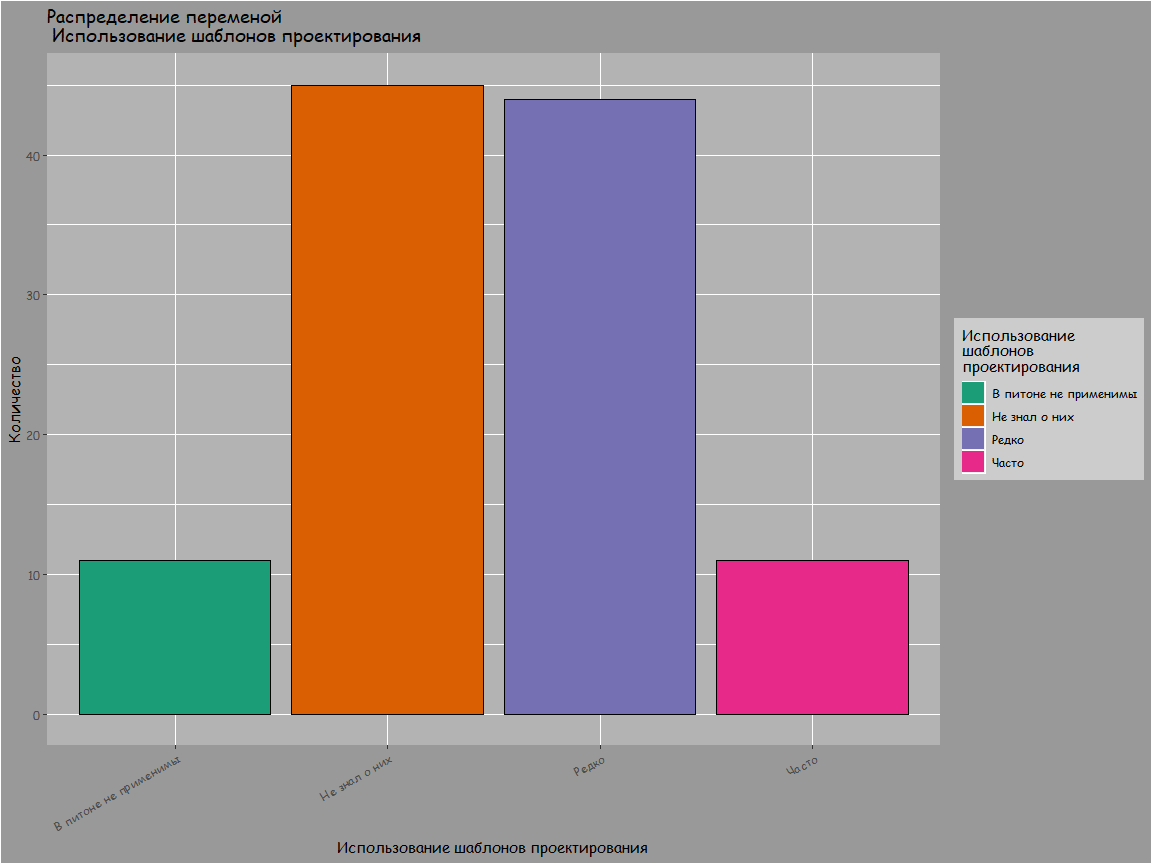 Распределение переменой
Использование шаблонов проектирования
Количество
40
30
20
10
0
В питоне не применимы
Не знал о них
Редко
Часто
Использование шаблонов проектирования
Использование
шаблонов
проектирования
В питоне не применимы
Не знал о них
Редко
Часто